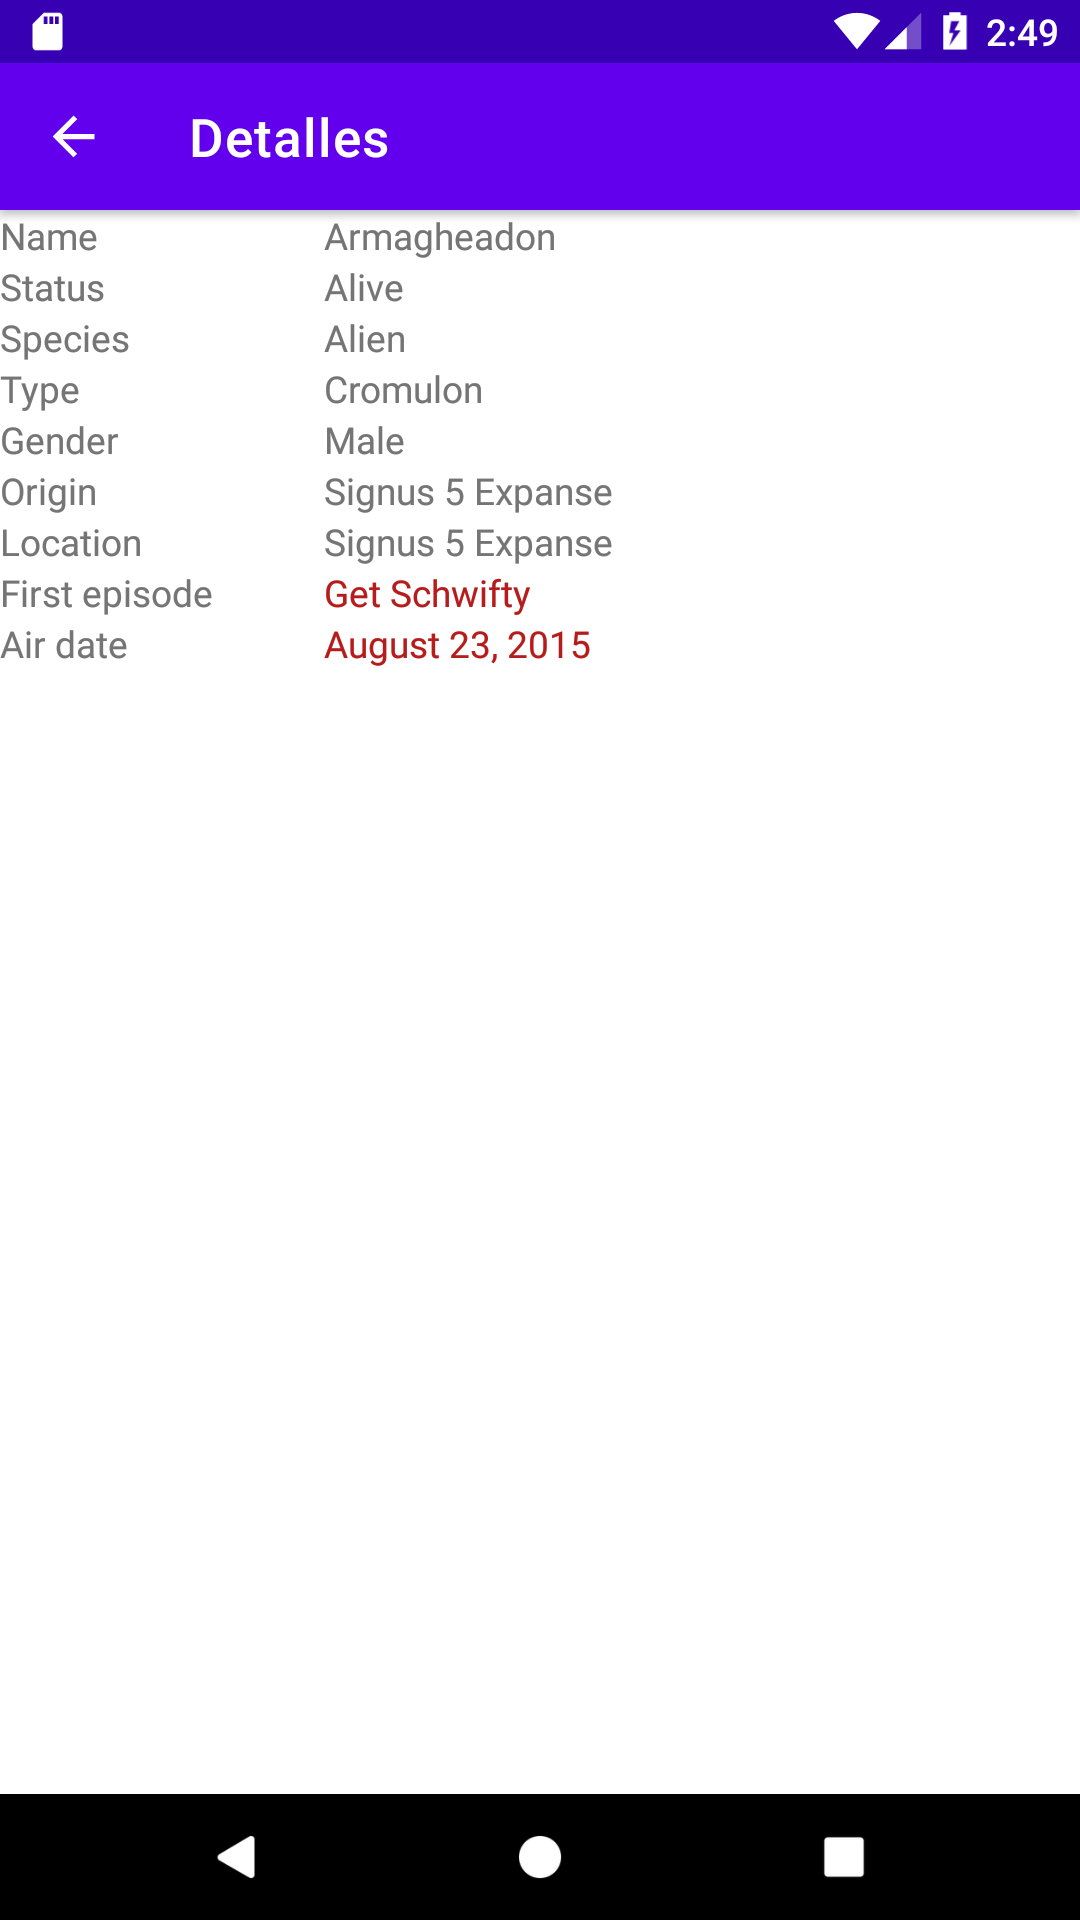 2:49
Detalles
Name Armagheadon
Status Alive
Species Alien
Type Cromulon
Gender Male
Origin Signus 5 Expanse
Location Signus 5 Expanse
First episode Get Schwifty
Air date August 23, 2015